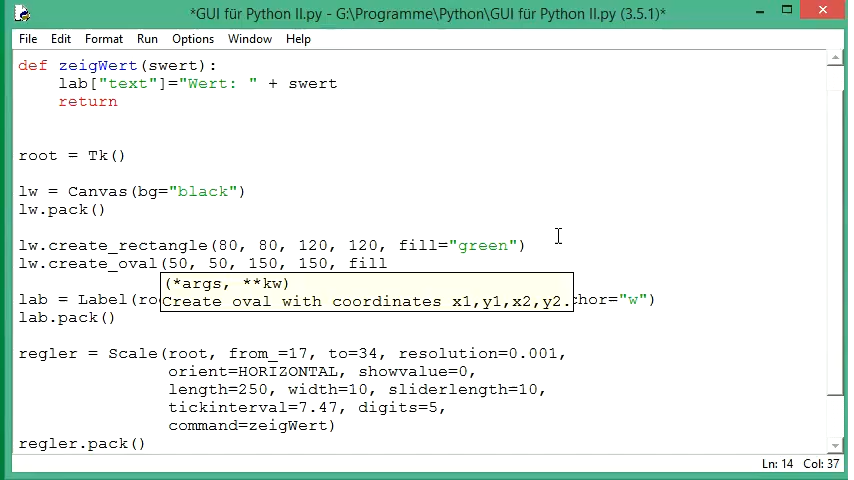 *GUI für Python II.py - G:\Programme\Python\GUI für Python II.py (3.5.1)*
File Edit Format Run Options Window Help
def zeigWert(swert):
    lab["text"]="Wert: " + swert
    return
root = Tk()
lw = Canvas(bg="black")
lw.pack()
lw.create_rectangle(80, 80, 120, 120, fill="green")
lw.create_oval(50, 50, 150, 150, fill
(*args, **kw)
lab = Label(ro
Create oval with coordinates x1,y1,x2,y2.
chor="w")
lab.pack()
regler = Scale(root, from_=17, to=34, resolution=0.001,
               orient=HORIZONTAL, showvalue=0,
               length=250, width=10, sliderlength=10,
               tickinterval=7.47, digits=5,
               command=zeigWert)
regler.pack()
Ln: 14 Col: 37